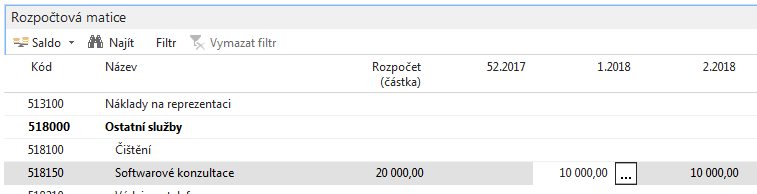 Rozpočtová matice
Saldo Najít Filtr Vymazat filtr
Kód Název Rozpočet (částka) 52.2017 1.2018 2.2018
513100 Náklady na reprezentaci
518000 Ostatní služby
518100 Čištění
518150 Softwarové konzultace 20 000,00 10 000,00 ... 10 000,00